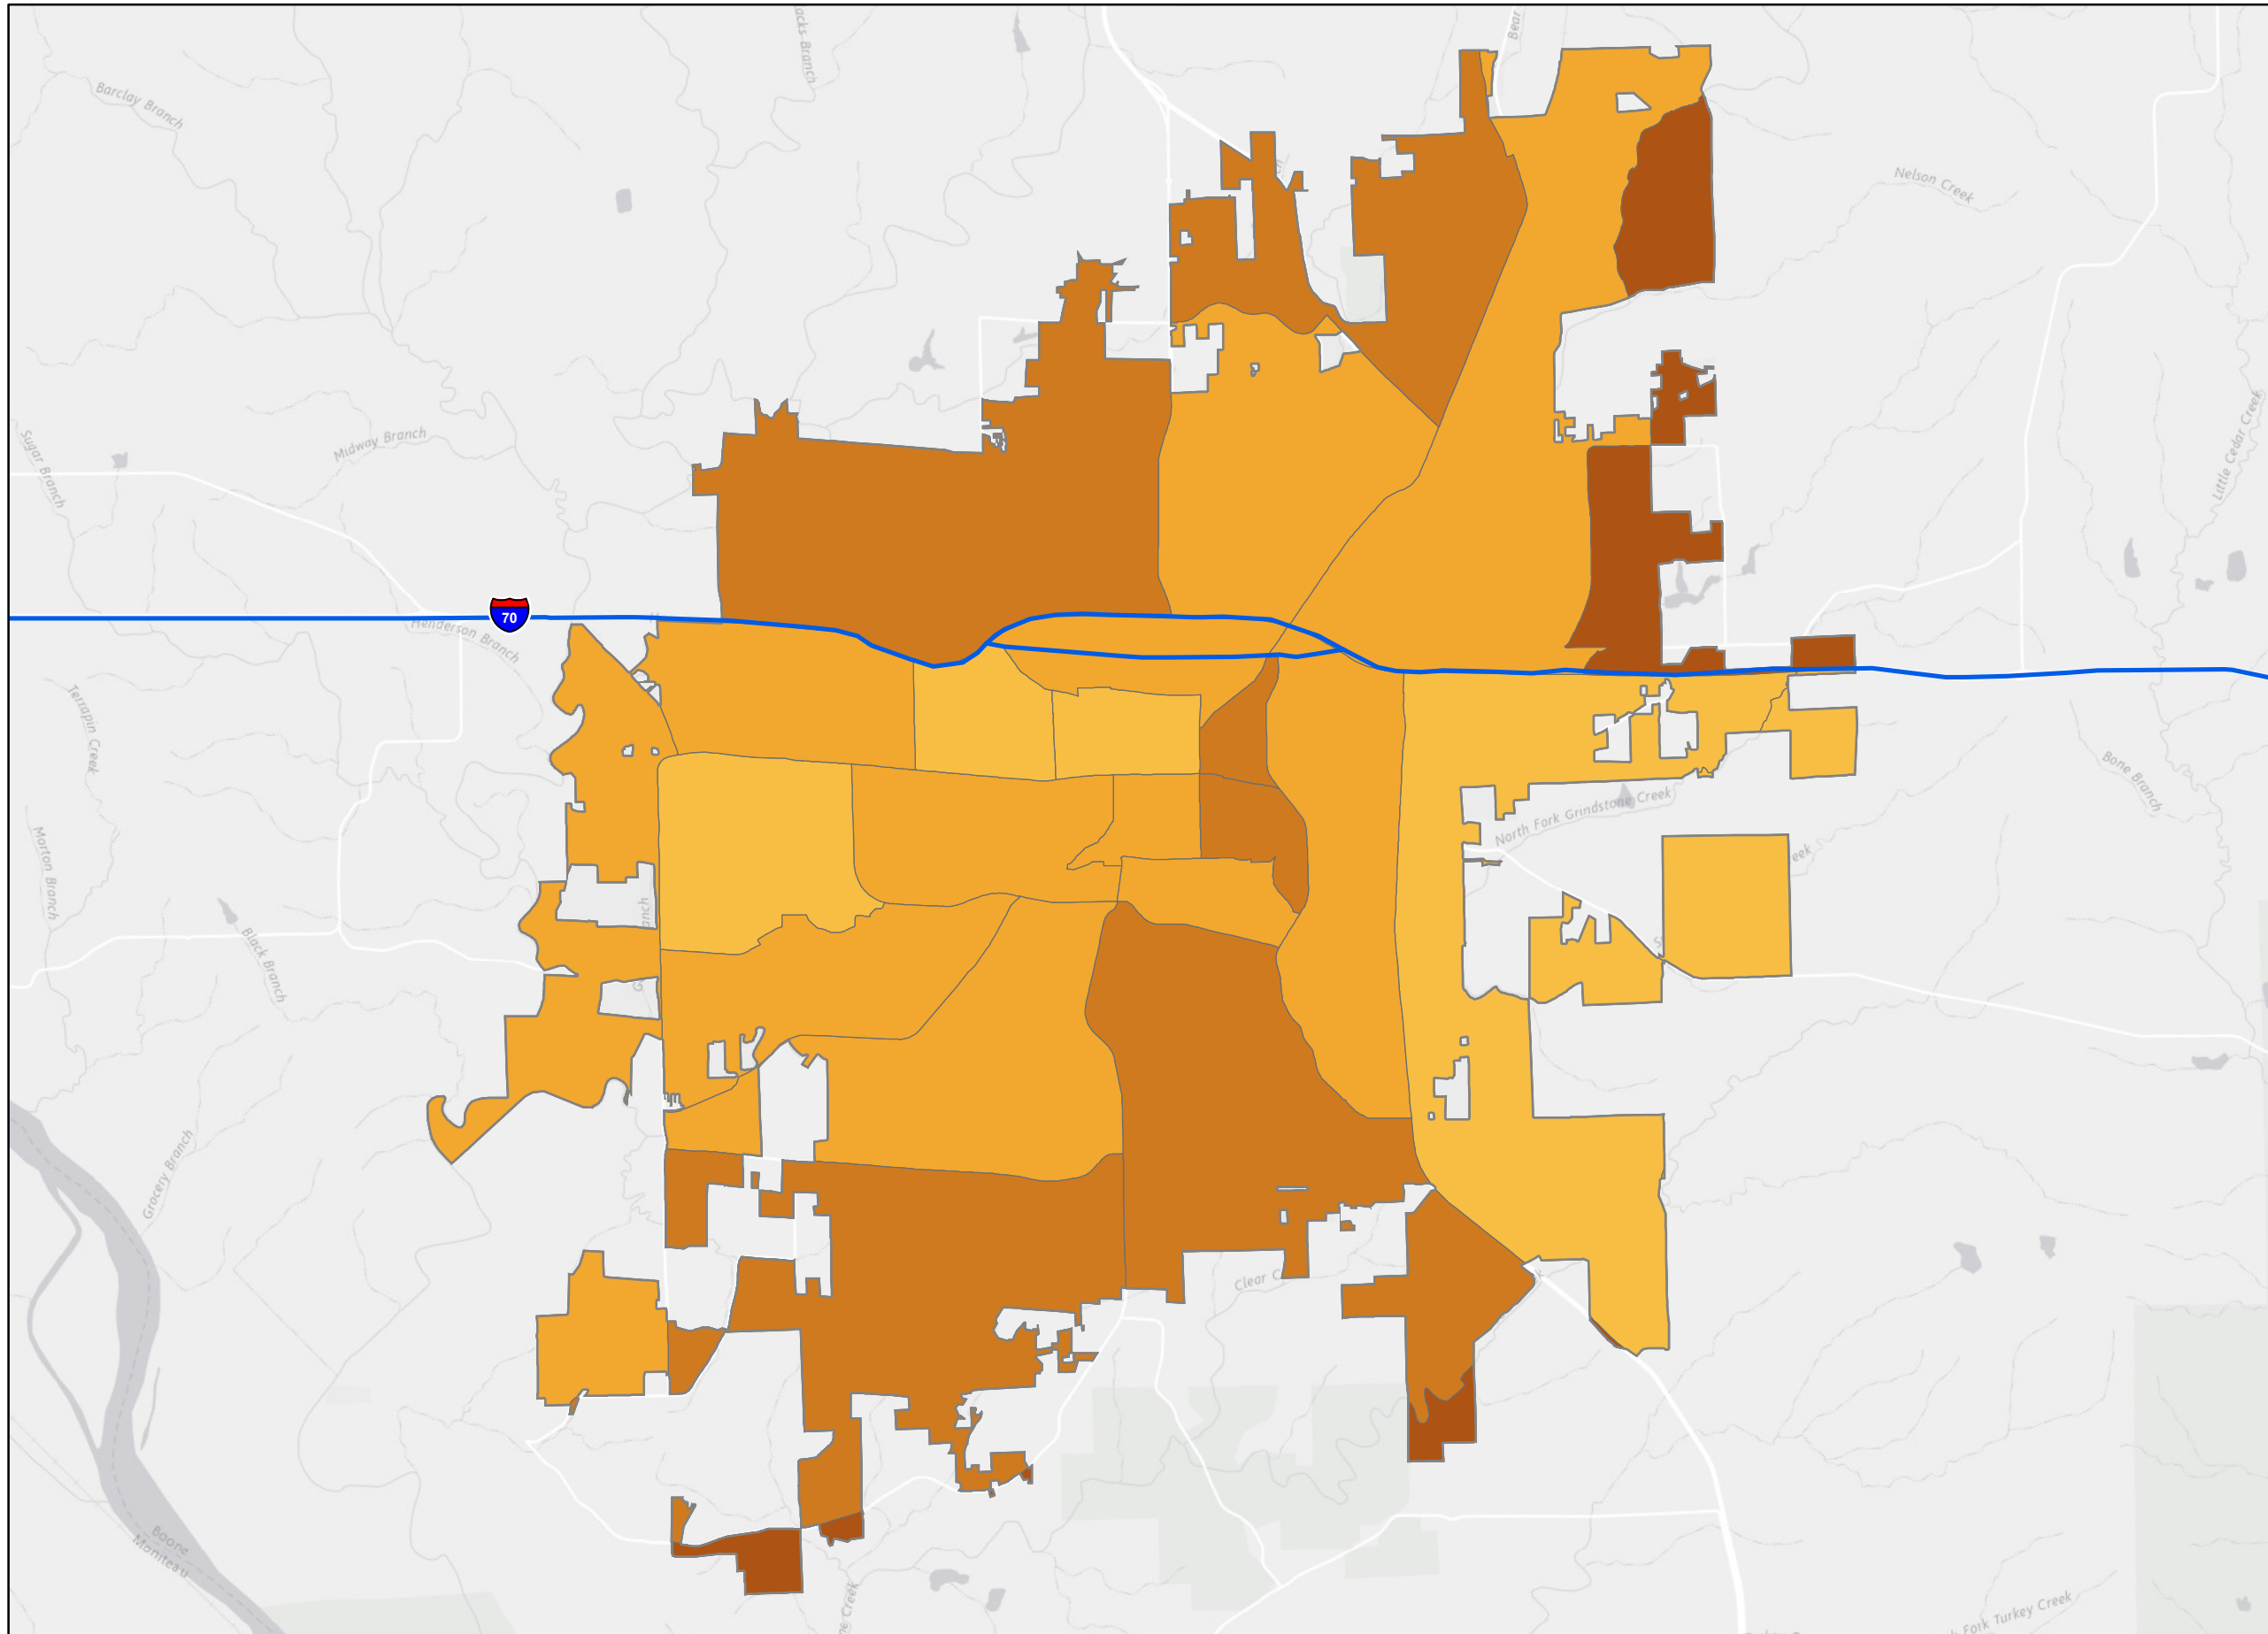 Barclay Branch
Nelson Creek
Little Cedar Creek
Midway Branch
Sugar Branch
70
Henderson Branch
Terrapin Creek
Bone Branch
North Fork Grindstone Creek
Morton Branch
Black Branch
Grocery Branch
Clear
Boone
Moniteau
Fork Turkey Creek